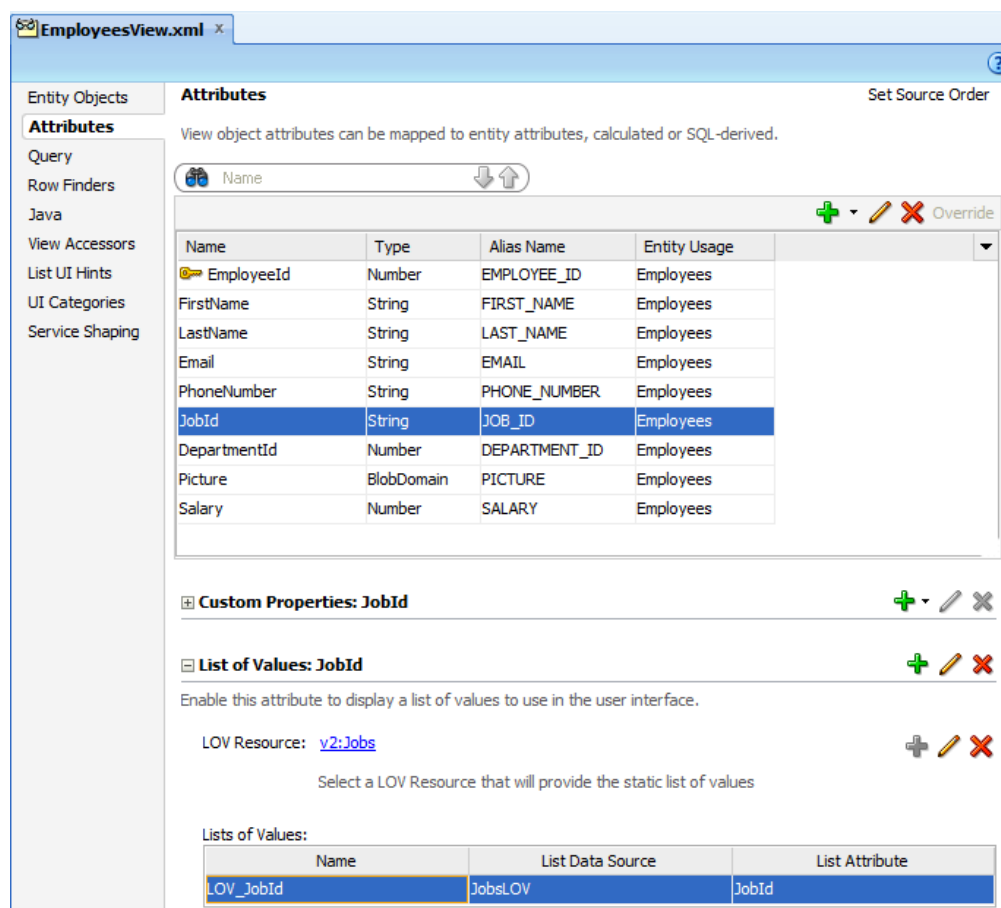 EmployeesView.xml x
Entity Objects
Attributes
Query
Row Finders
Java
View Accessors
List UI Hints
UI Categories
Service Shaping
Attributes Set Source Order
View object attributes can be mapped to entity attributes, calculated or SQL-derived.
Name
Override
Name Type Alias Name Entity Usage
EmployeeId Number EMPLOYEE_ID Employees
FirstName String FIRST_NAME Employees
LastName String LAST_NAME Employees
Email String EMAIL Employees
PhoneNumber String PHONE_NUMBER Employees
JobId String JOB_ID Employees
DepartmentId Number DEPARTMENT_ID Employees
Picture BlobDomain PICTURE Employees
Salary Number SALARY Employees
Custom Properties: JobId
List of Values: JobId
Enable this attribute to display a list of values to use in the user interface.
LOV Resource: v2:Jobs
Select a LOV Resource that will provide the static list of values
Lists of Values:
Name List Data Source List Attribute
LOV_JobId JobsLOV JobId